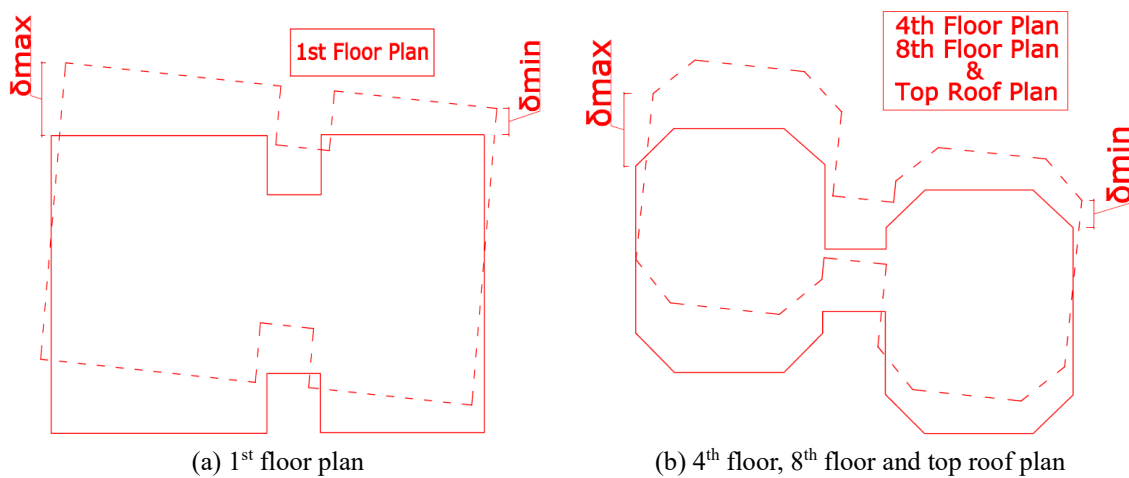 δmax
1st Floor Plan
δmin
δmax
4th Floor Plan
8th Floor Plan
&
Top Roof Plan
δmin
(a) 1st floor plan
(b) 4th floor, 8th floor and top roof plan